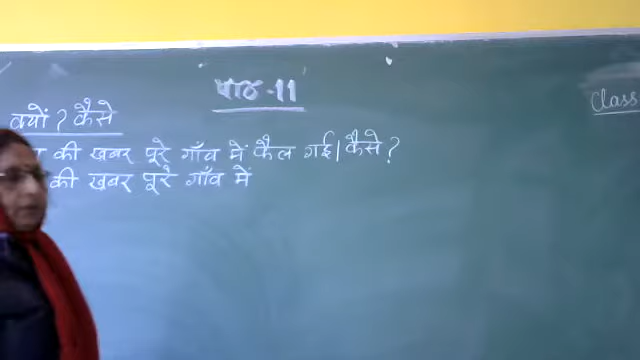 पाठ - 11
Class
क्यों ? कैसे
की खबर पूरे गाँव में फैल गई। कैसे ?
की खबर पूरे गाँव में